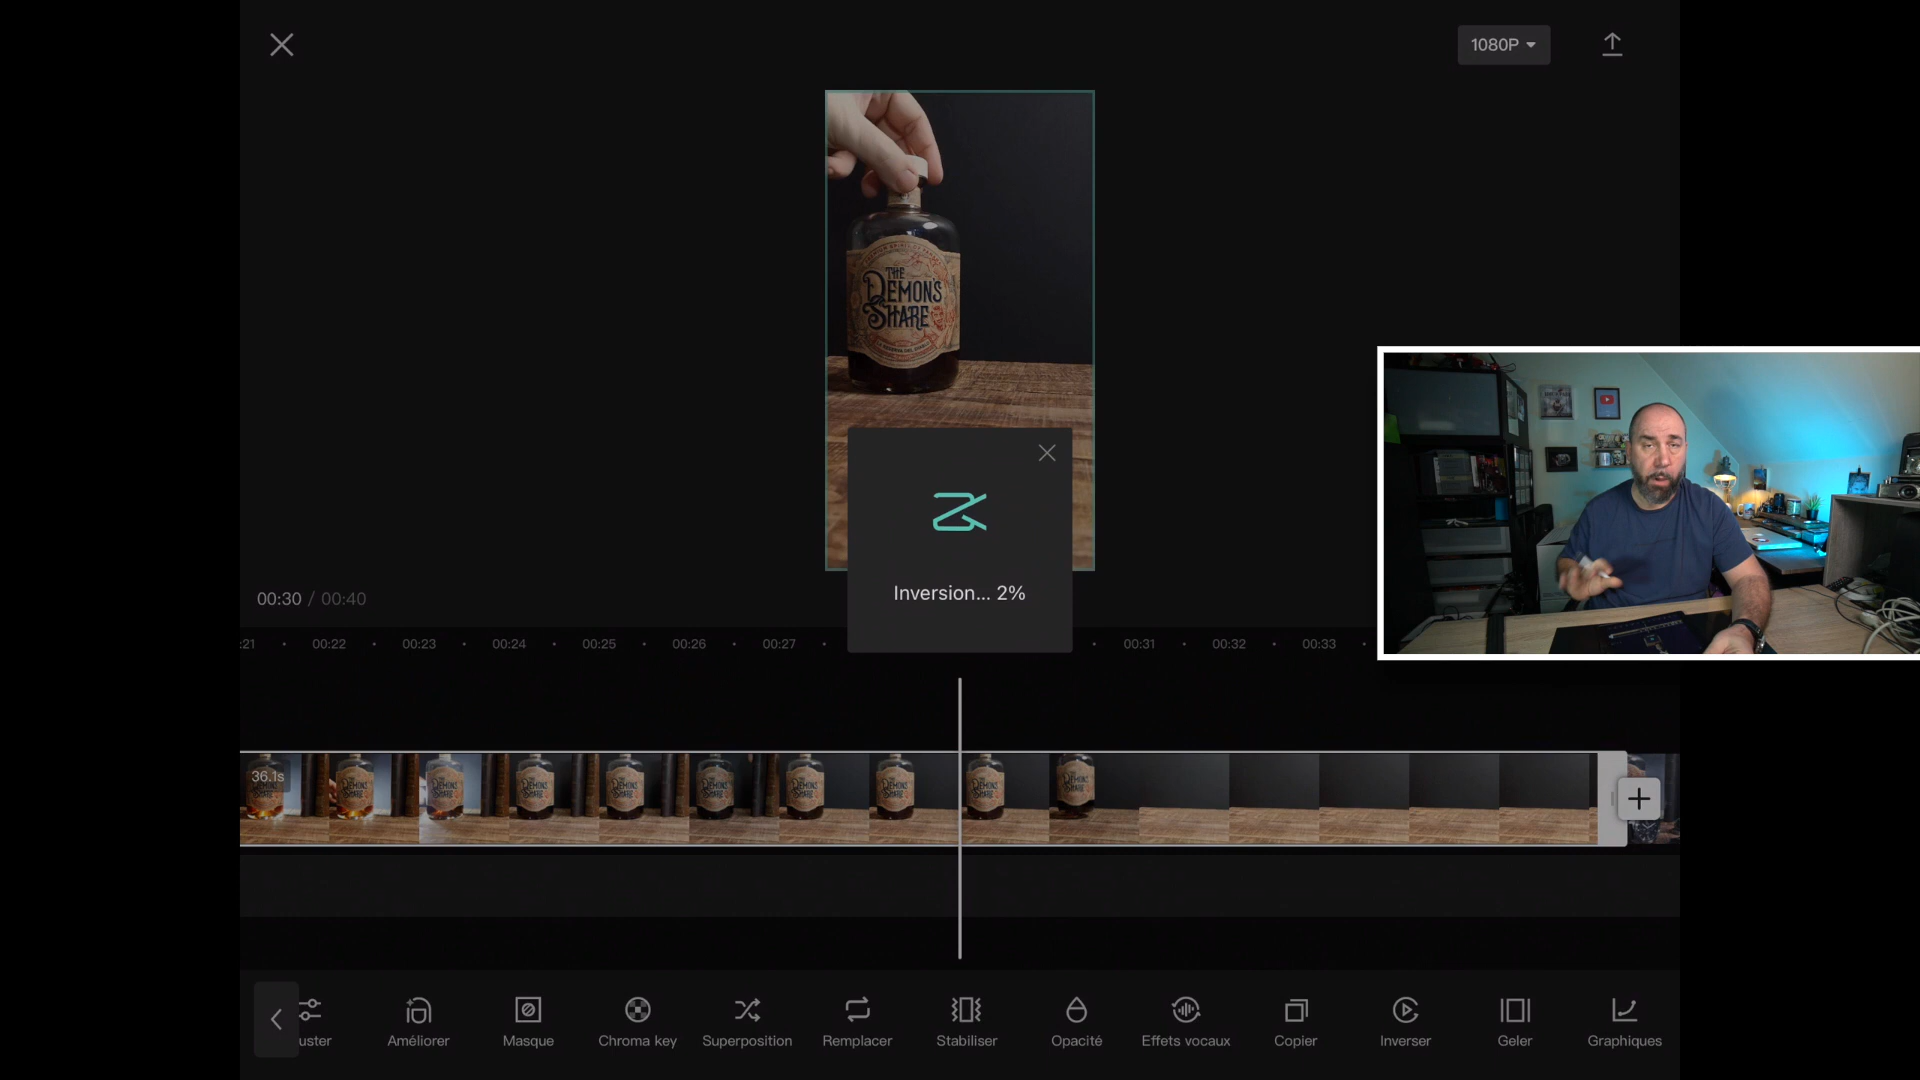 1080P
THE
DEMON'S
SHARE
Inversion... 2%
00:30 / 00:40
:21 00:22 00:23 00:24 00:25 00:26 00:27 00:31 00:32 00:33
36.1s
uster Améliorer Masque Chroma key Superposition Remplacer Stabiliser Opacité Effets vocaux Copier Inverser Geler Graphiques